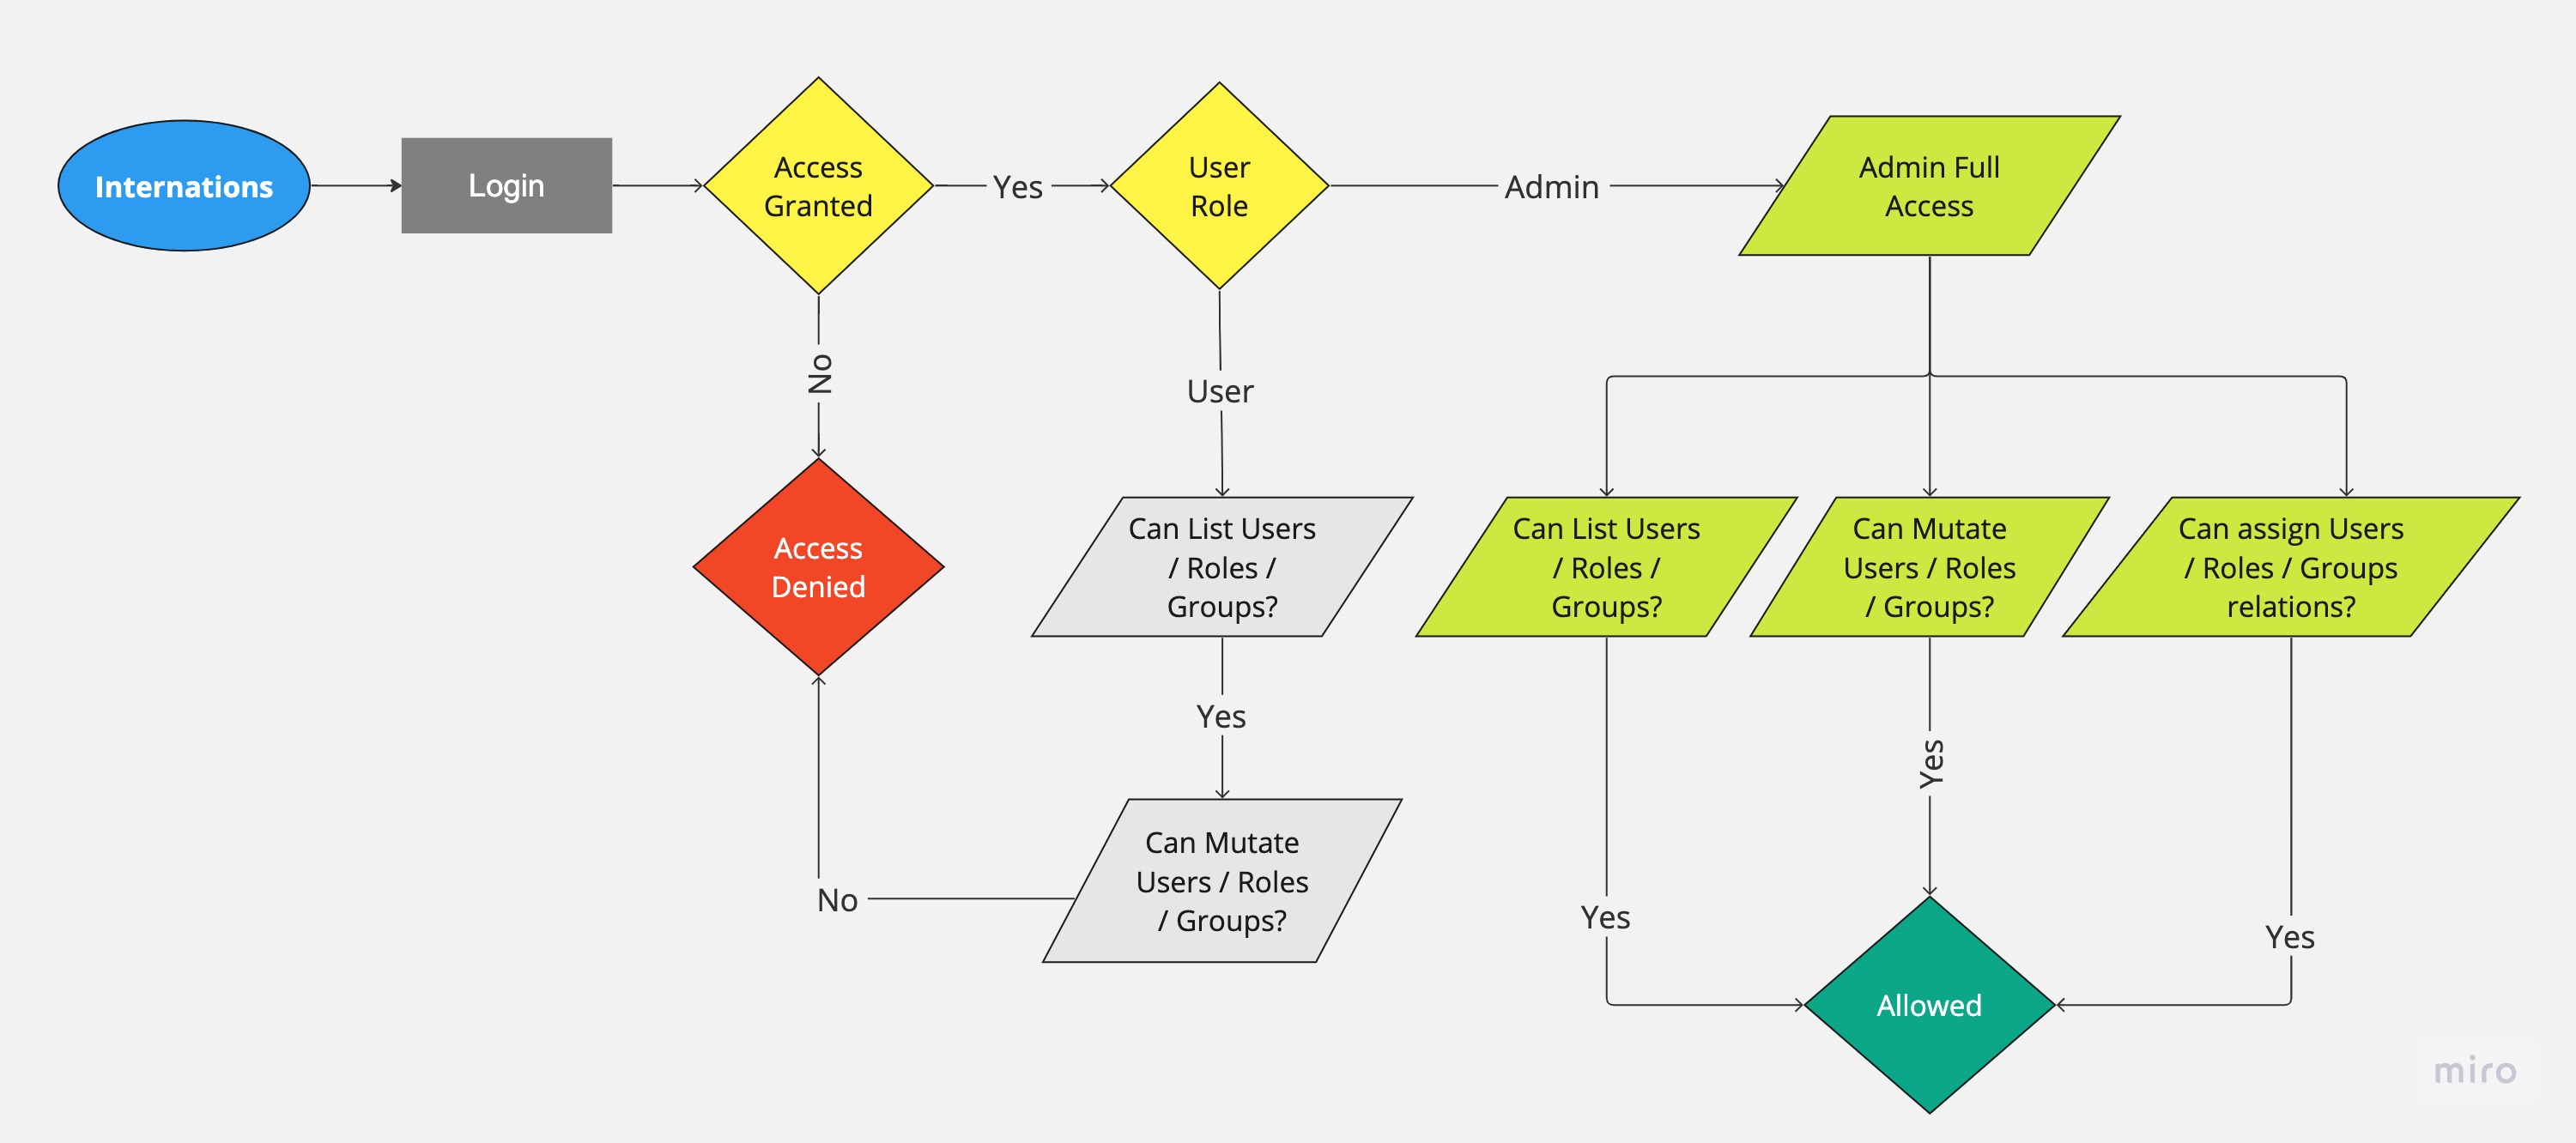 Internations
Login
Access
Granted
Yes
User
Role
Admin
Admin Full
Access
No
User
Access
Denied
Can List Users
/ Roles /
Groups?
Can List Users
/ Roles /
Groups?
Can Mutate
Users / Roles
/ Groups?
Can assign Users
/ Roles / Groups
relations?
Yes
Yes
Can Mutate
Users / Roles
/ Groups?
No
Yes
Yes
Allowed
miro